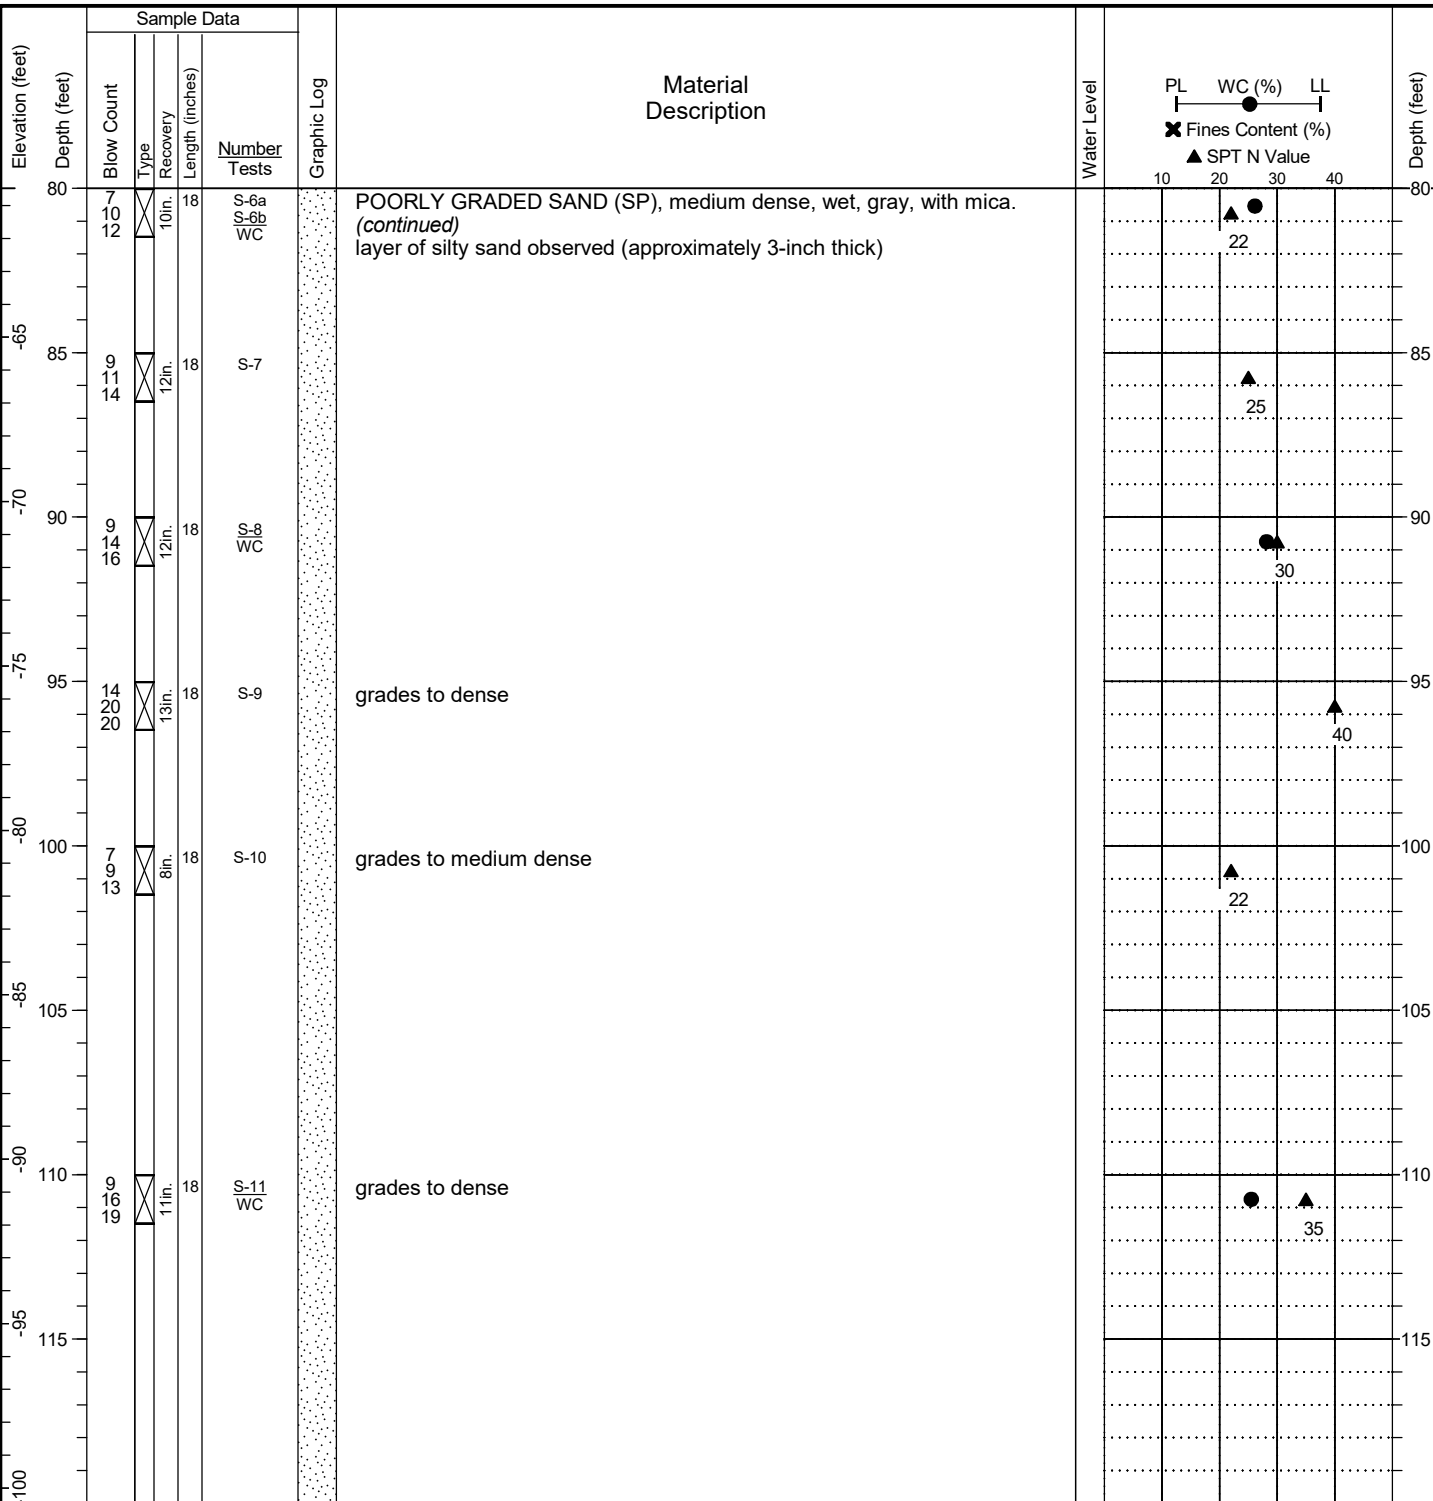 Sample Data
Elevation (feet)
Depth (feet)
Blow Count
Type
Recovery
Length (inches)
Number
Tests
Graphic Log
Material
Description
Water Level
PL WC (%) LL
Fines Content (%)
SPT N Value
Depth (feet)
10 20 30 40
80 7 10in. 18 S-6a POORLY GRADED SAND (SP), medium dense, wet, gray, with mica. 80
10 S-6b (continued)
12 WC 22
layer of silty sand observed (approximately 3-inch thick)
-65
85 9 12in. 18 S-7 85
11
14 25
-70
90 9 12in. 18 S-8 90
14 WC
16 30
-75
95 14 13in. 18 S-9 grades to dense 95
20
20 40
-80
100 7 8in. 18 S-10 grades to medium dense 100
9
13 22
-85
105 105
-90
110 9 11in. 18 S-11 grades to dense 110
16 WC
19 35
-95
115 115
-100